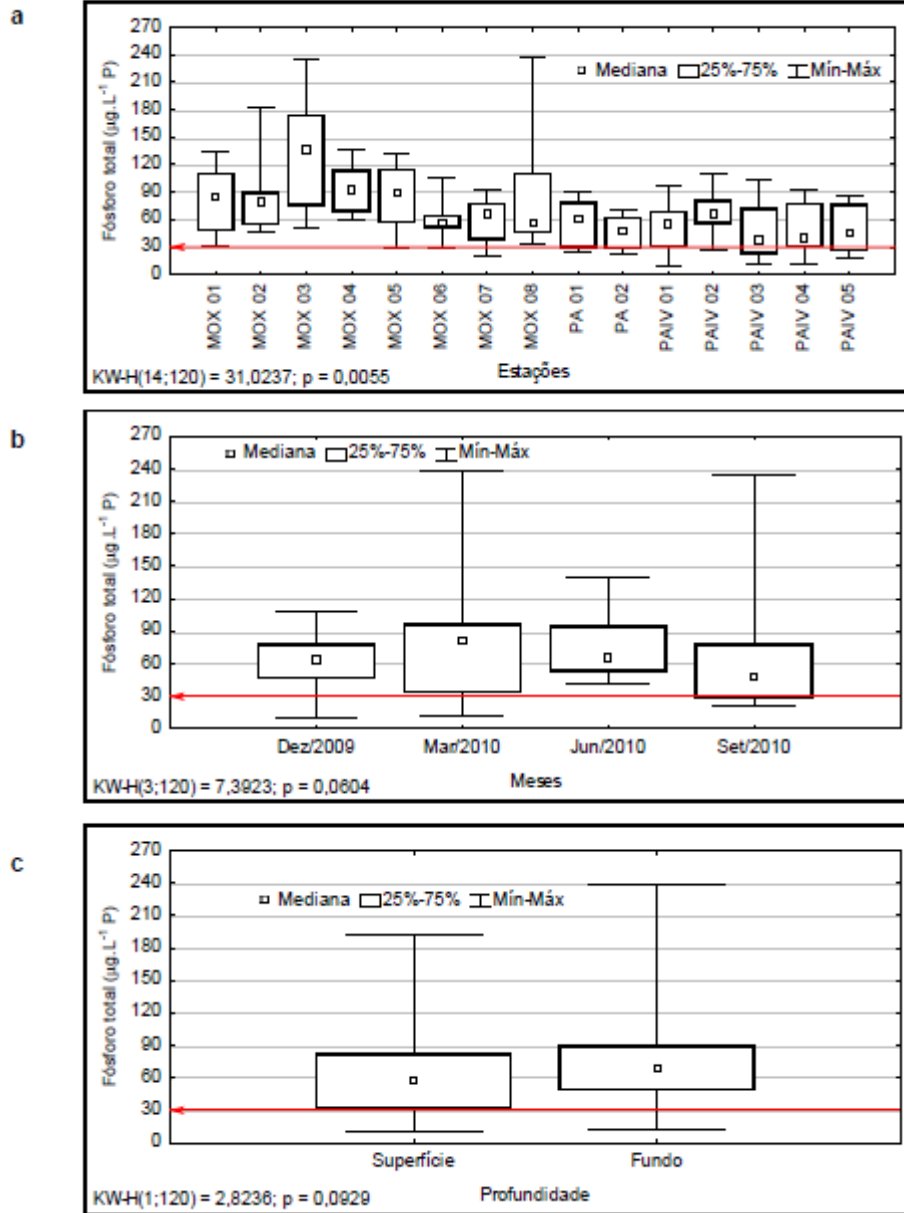 a
Fósforo total (µg.L⁻¹ P)
270
240
210
180
150
120
90
60
30
0
Mediana 25%-75% Mín-Máx
MOX 01 MOX 02 MOX 03 MOX 04 MOX 05 MOX 06 MOX 07 MOX 08 PA 01 PA 02 PAIV 01 PAIV 02 PAIV 03 PAIV 04 PAIV 05
KW-H(14;120) = 31,0237; p = 0,0055 Estações
b
Fósforo total (µg.L⁻¹ P)
270
240
210
180
150
120
90
60
30
0
Mediana 25%-75% Mín-Máx
Dez/2009 Mar/2010 Jun/2010 Set/2010
KW-H(3;120) = 7,3923; p = 0,0604 Meses
c
Fósforo total (µg.L⁻¹ P)
270
240
210
180
150
120
90
60
30
0
Mediana 25%-75% Mín-Máx
Superfície Fundo
KW-H(1;120) = 2,8236; p = 0,0929 Profundidade